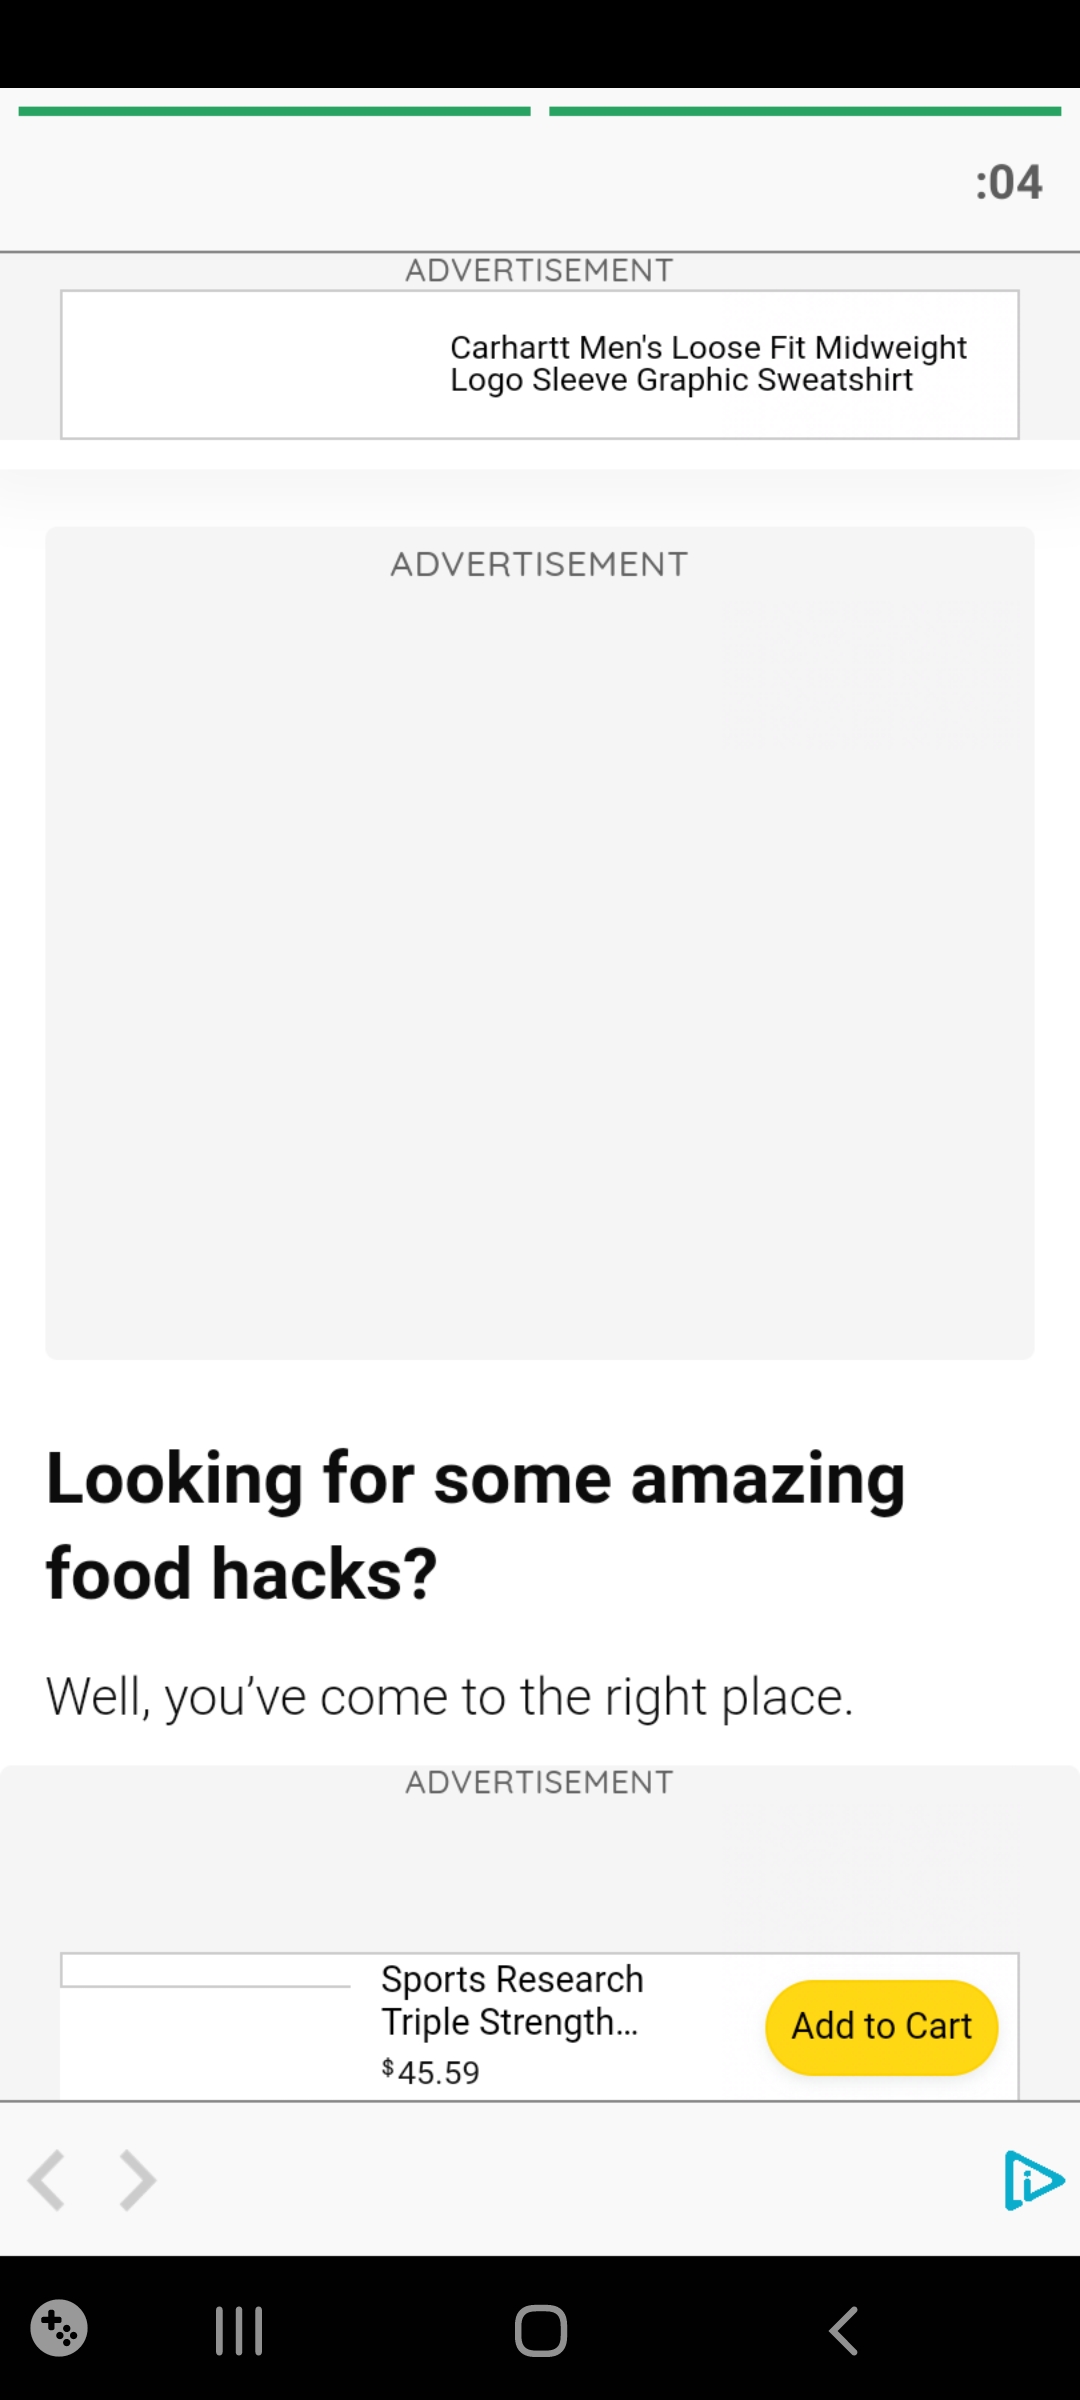 :04
ADVERTISEMENT
Carhartt Men's Loose Fit Midweight
Logo Sleeve Graphic Sweatshirt
ADVERTISEMENT
Looking for some amazing
food hacks?
Well, you’ve come to the right place.
ADVERTISEMENT
Sports Research
Triple Strength...
$45.59
Add to Cart